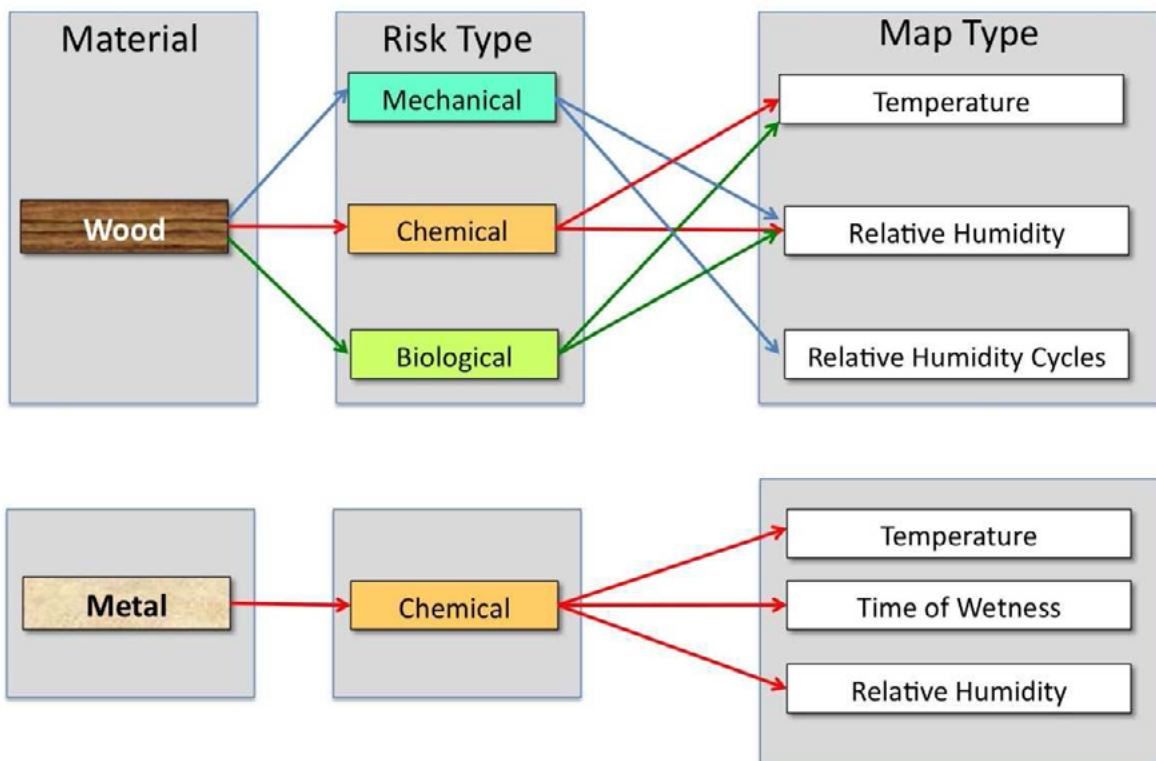 Material
Risk Type
Map Type
Mechanical
Temperature
Wood
Chemical
Relative Humidity
Biological
Relative Humidity Cycles
Temperature
Metal
Chemical
Time of Wetness
Relative Humidity